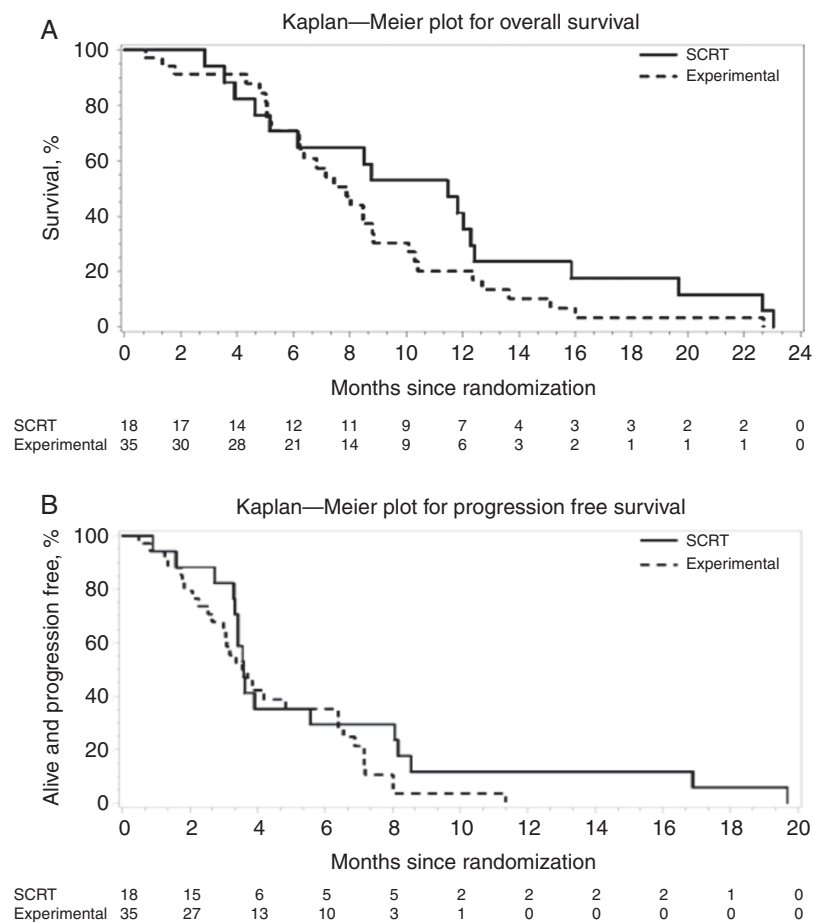 A
Kaplan—Meier plot for overall survival
SCRT
Experimental
Survival, %
100
80
60
40
20
0
0 2 4 6 8 10 12 14 16 18 20 22 24
Months since randomization
SCRT 18 17 14 12 11 9 7 4 3 3 2 2 0
Experimental 35 30 28 21 14 9 6 3 2 1 1 1 0
B
Kaplan—Meier plot for progression free survival
SCRT
Experimental
Alive and progression free, %
100
80
60
40
20
0
0 2 4 6 8 10 12 14 16 18 20
Months since randomization
SCRT 18 15 6 5 5 2 2 2 2 1 0
Experimental 35 27 13 10 3 1 0 0 0 0 0